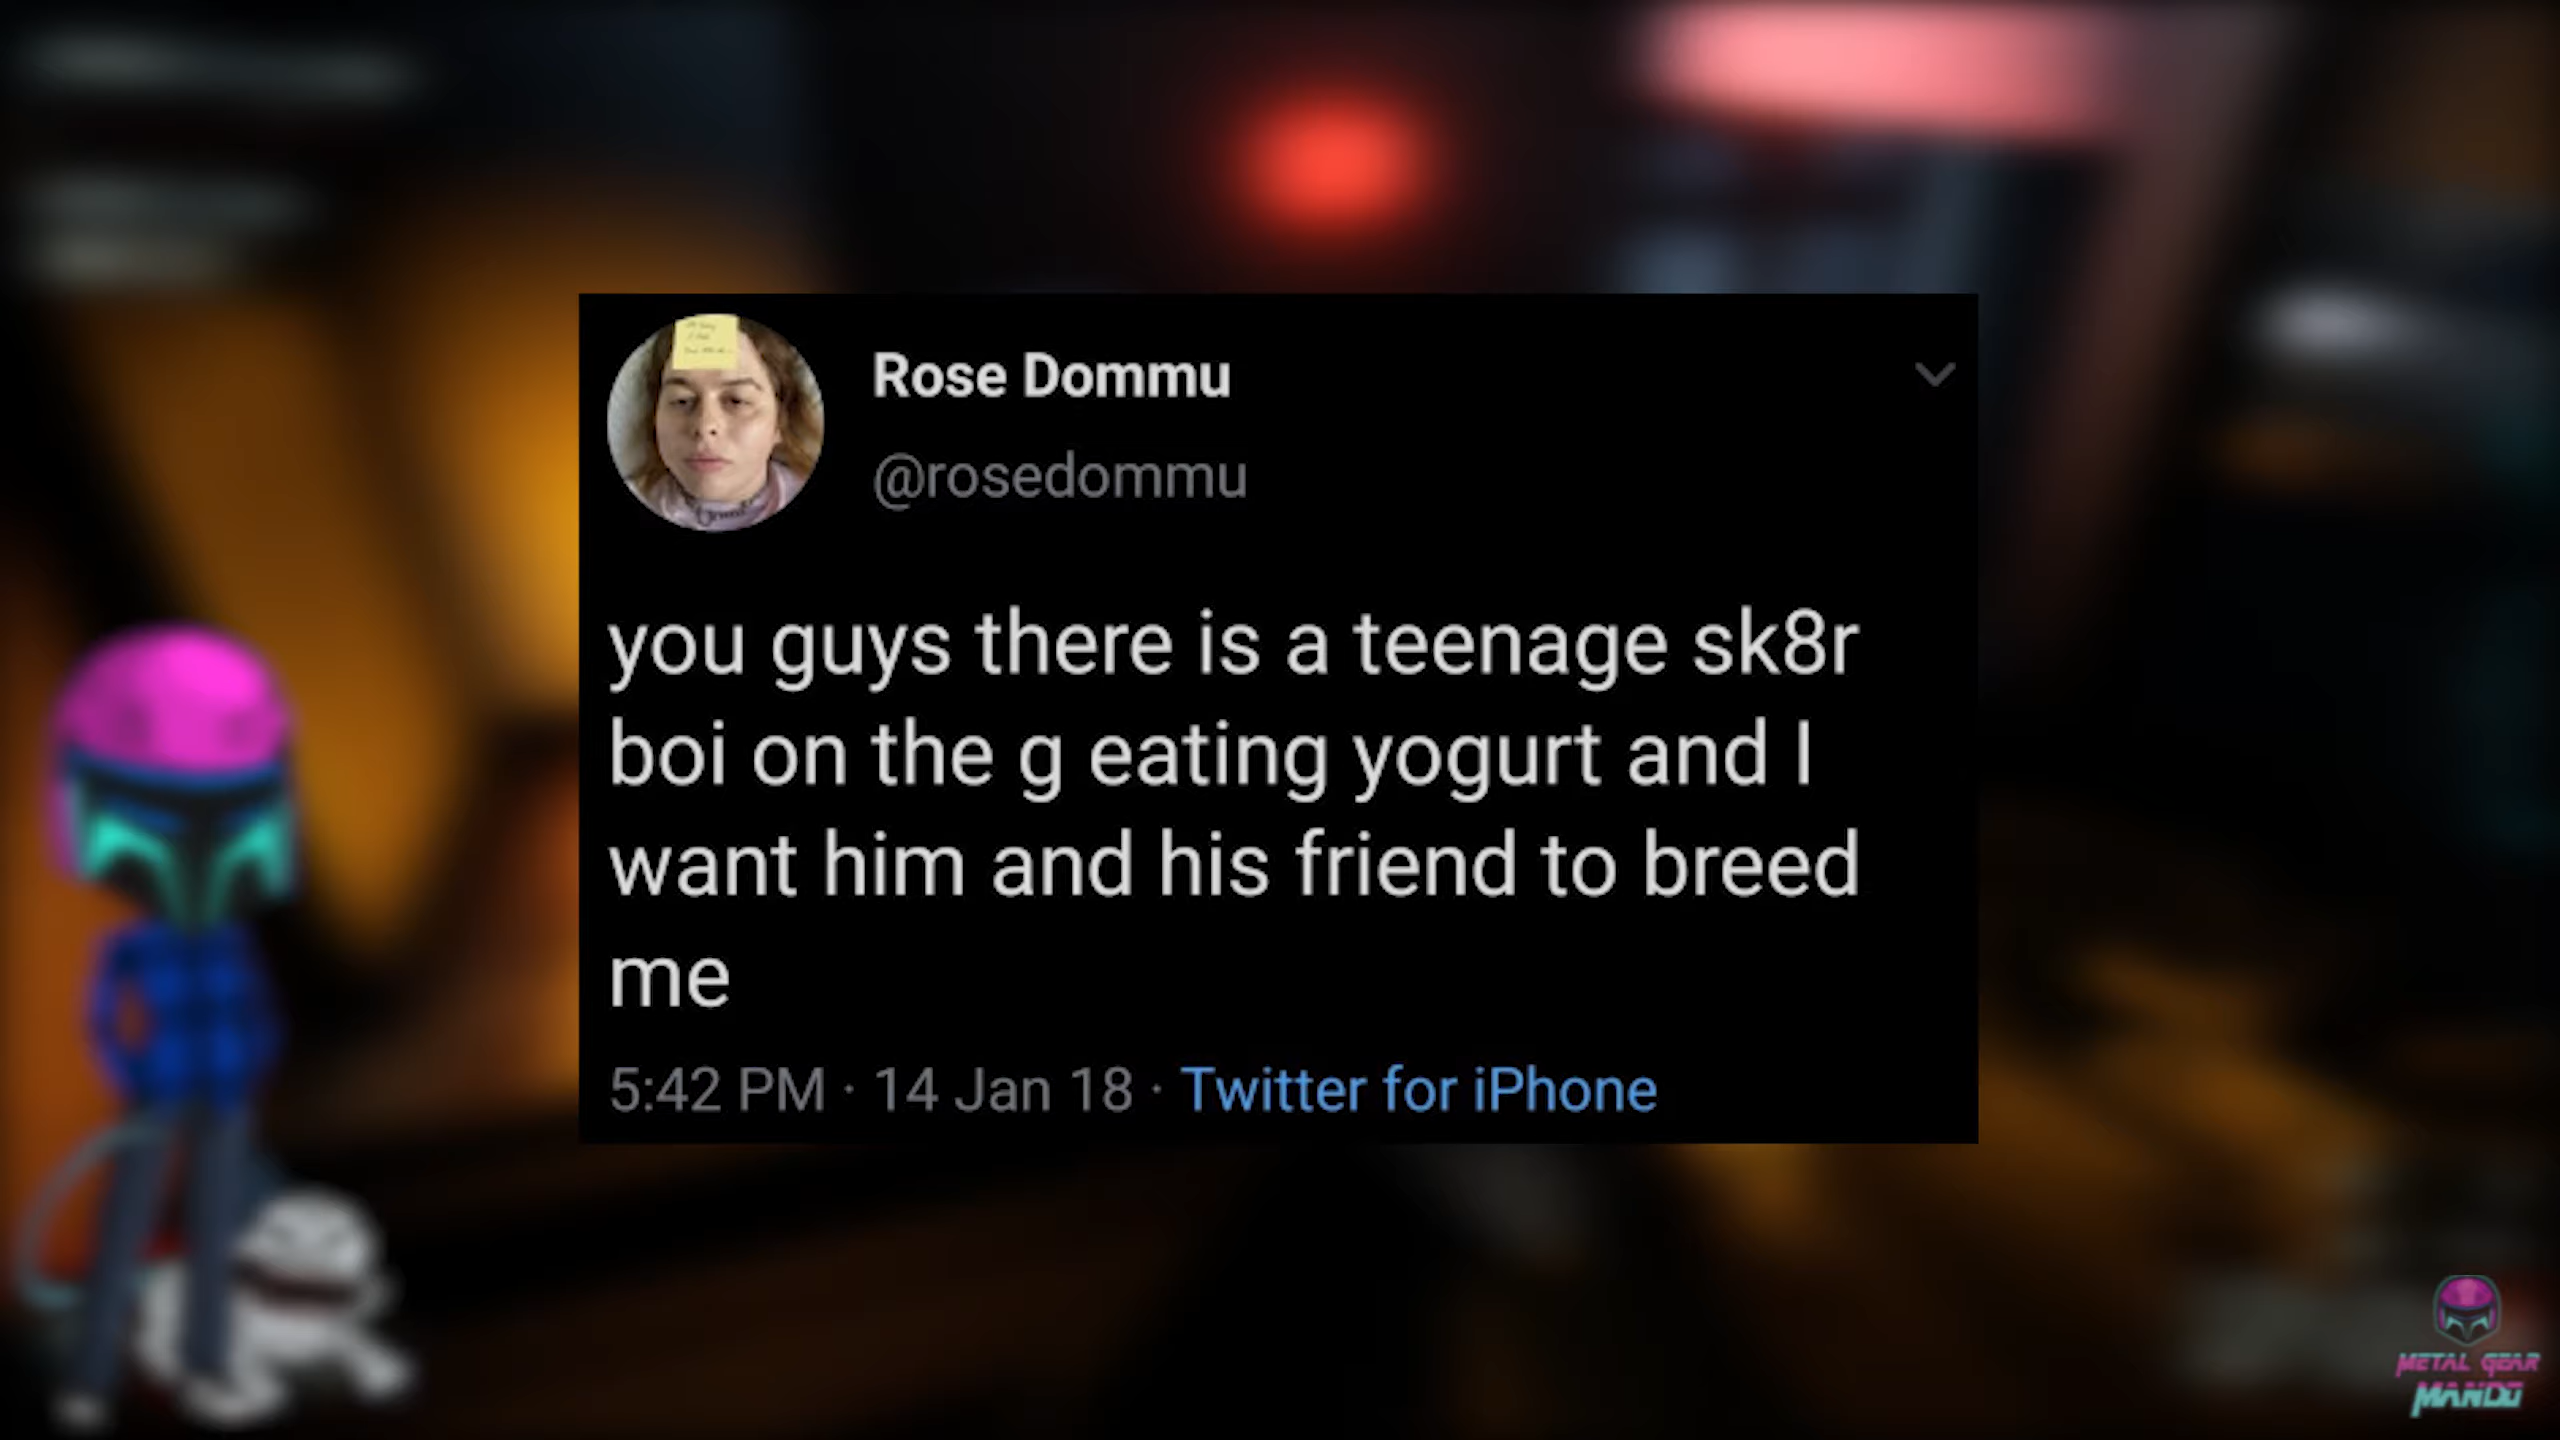 Rose Dommu
@rosedommu
you guys there is a teenage sk8r
boi on the g eating yogurt and I
want him and his friend to breed
me
5:42 PM · 14 Jan 18 · Twitter for iPhone
METAL GEAR
MANDO